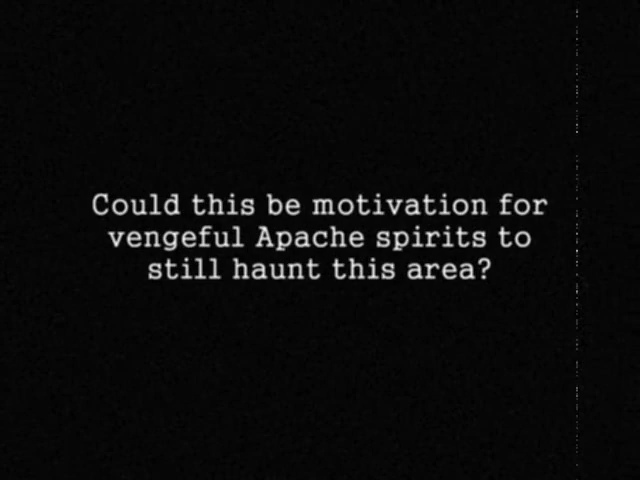 Could this be motivation for
vengeful Apache spirits to
still haunt this area?